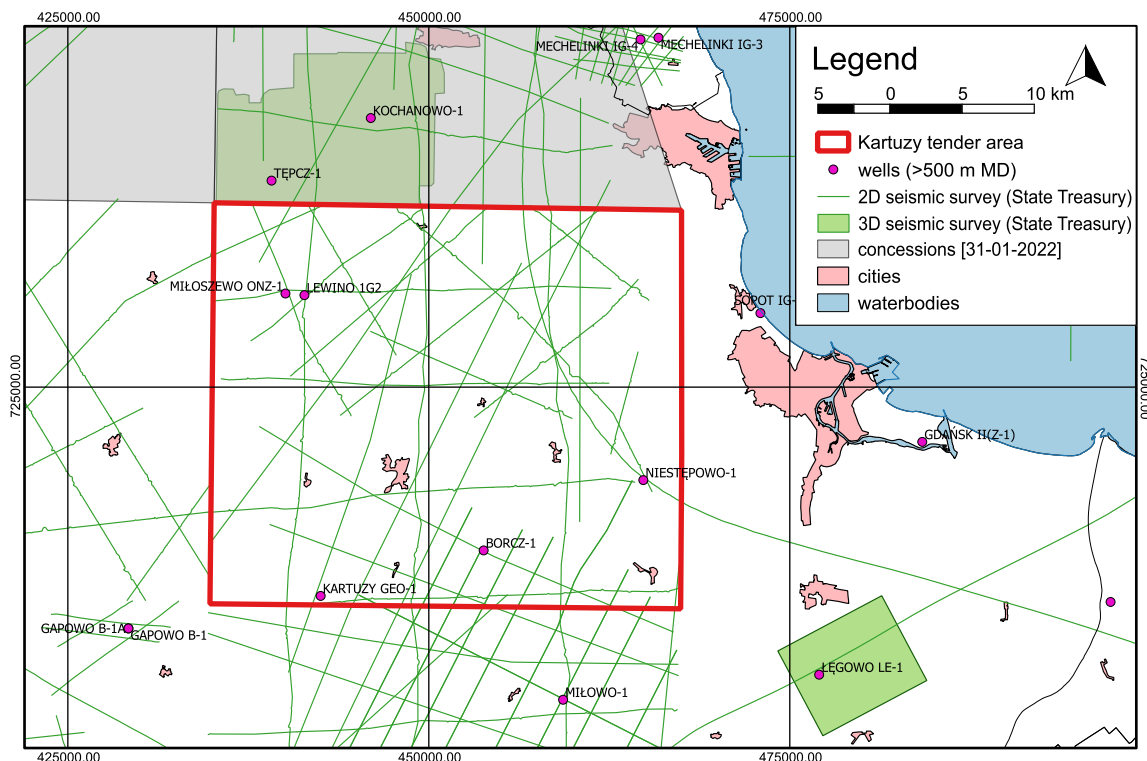 425000.00
450000.00
475000.00
MECHELINKI IG-4
MECHELINKI IG-3
KOCHANOWO-1
TĘPCZ-1
Legend
5 0 5 10 km
Kartuzy tender area
wells (>500 m MD)
2D seismic survey (State Treasury)
3D seismic survey (State Treasury)
concessions [31-01-2022]
cities
waterbodies
MIŁOSZEWO ONZ-1
LEWINO 1G2
SOPOT IG-
725000.00
725000.00
GDAŃSK II(Z-1)
NIESTĘPOWO-1
BORCZ-1
KARTUZY GEO-1
GAPOWO B-1A
GAPOWO B-1
ŁĘGOWO LE-1
MIŁOWO-1
425000.00
450000.00
475000.00